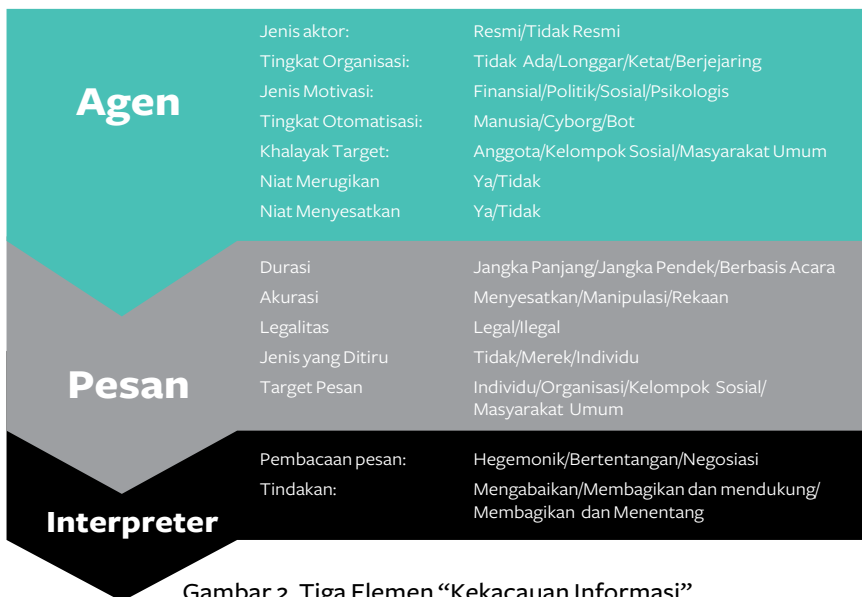 Agen
Jenis aktor: Resmi/Tidak Resmi
Tingkat Organisasi: Tidak Ada/Longgar/Ketat/Berjejaring
Jenis Motivasi: Finansial/Politik/Sosial/Psikologis
Tingkat Otomatisasi: Manusia/Cyborg/Bot
Khalayak Target: Anggota/Kelompok Sosial/Masyarakat Umum
Niat Merugikan Ya/Tidak
Niat Menyesatkan Ya/Tidak
Pesan
Durasi Jangka Panjang/Jangka Pendek/Berbasis Acara
Akurasi Menyesatkan/Manipulasi/Rekaan
Legalitas Legal/Ilegal
Jenis yang Ditiru Tidak/Merek/Individu
Target Pesan Individu/Organisasi/Kelompok Sosial/
Masyarakat Umum
Interpreter
Pembacaan pesan: Hegemonik/Bertentangan/Negosiasi
Tindakan: Mengabaikan/Membagikan dan mendukung/
Membagikan dan Menentang
Gambar 2. Tiga Elemen “Kekacauan Informasi”